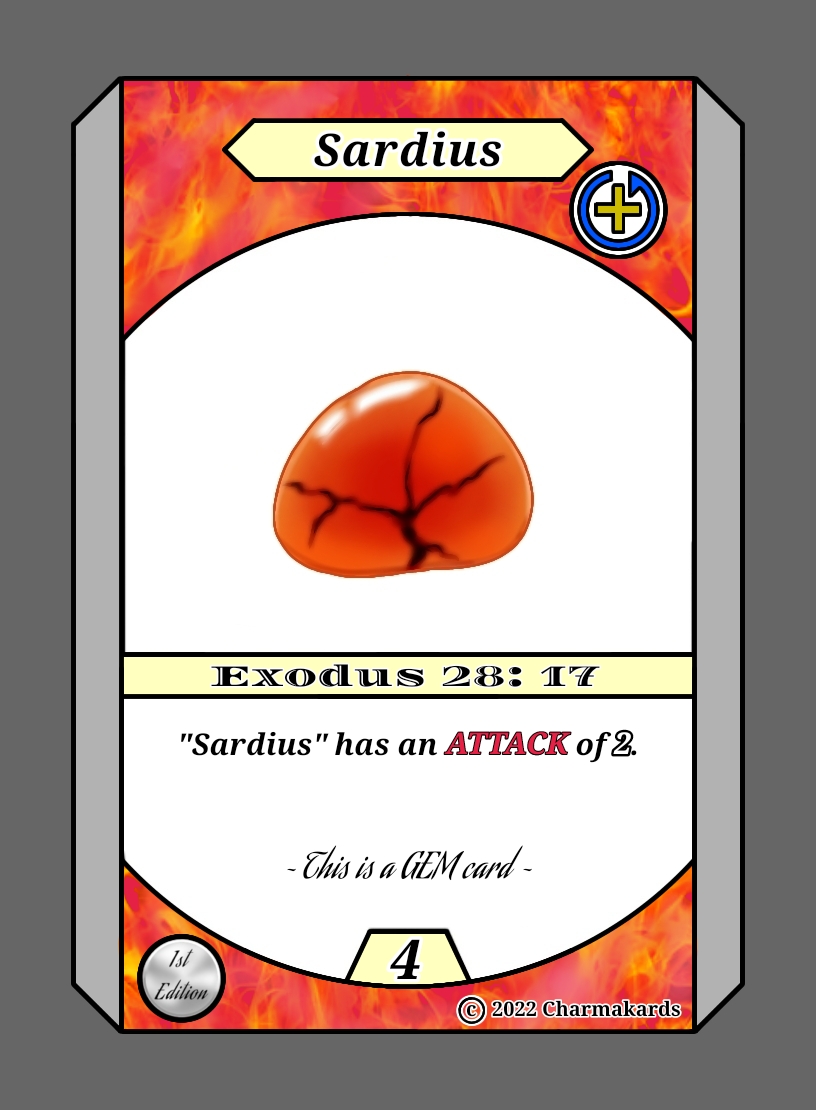 Sardius
Exodus 28: 17
"Sardius" has an ATTACK of 2.
~ This is a GEM card ~
4
1st
Edition
© 2022 Charmakards